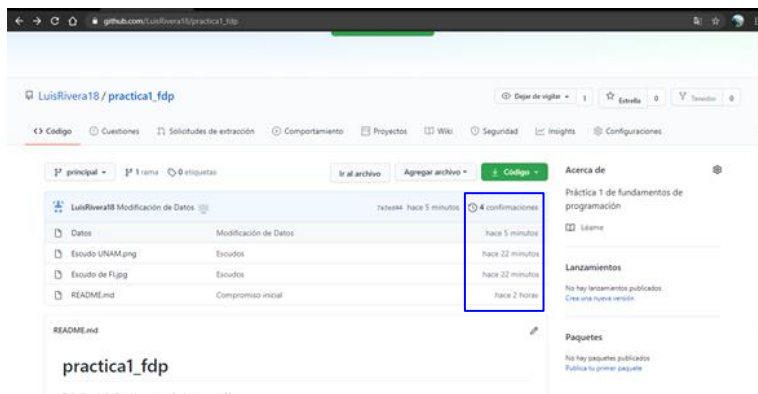 github.com/LuisRivera18/practica1_fdp
LuisRivera18 / practica1_fdp
Dejar de vigilar 1 Estrella 0 Tenedor 0
<> Código Cuestiones Solicitudes de extracción Comportamiento Proyectos Wiki Seguridad Insights Configuraciones
principal 1 rama 0 etiquetas Ir al archivo Agregar archivo Código
LuisRivera18 Modificación de Datos hace 5 minutos 4 confirmaciones
Datos Modificación de Datos hace 5 minutos
Escudo UNAM.png Escudos hace 22 minutos
Escudo de FI.jpg Escudos hace 22 minutos
README.md Compromiso inicial hace 2 horas
README.md
practica1_fdp
Acerca de
Práctica 1 de fundamentos de
programación
Léame
Lanzamientos
No hay lanzamientos publicados
Crea una nueva versión
Paquetes
No hay paquetes publicados
Publica tu primer paquete